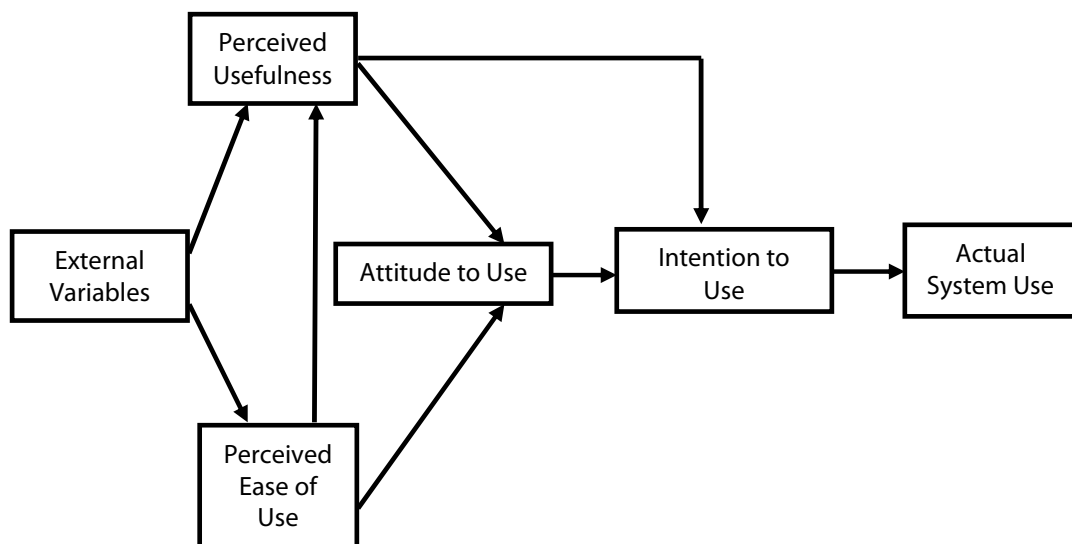 Perceived
Usefulness
External
Variables
Attitude to Use
Intention to
Use
Actual
System Use
Perceived
Ease of
Use